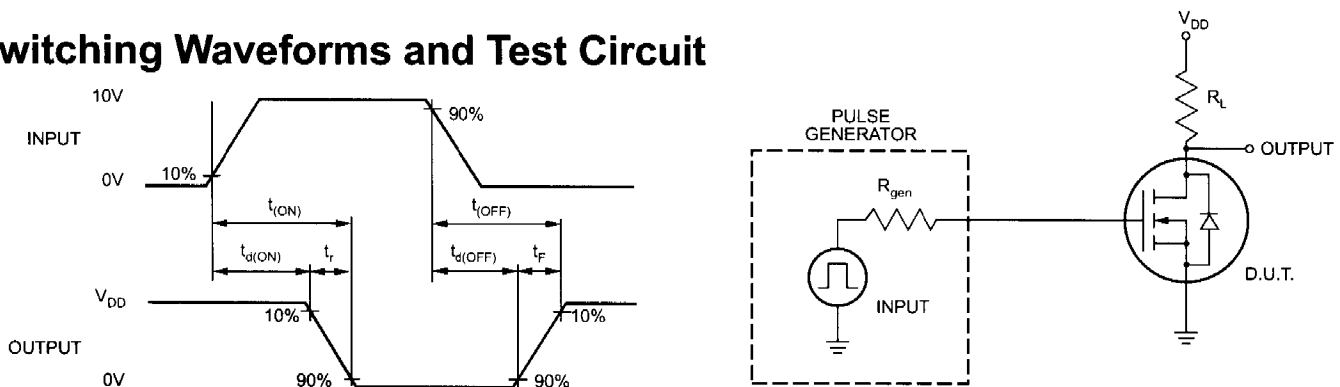 witching Waveforms and Test Circuit
10V
INPUT
0V
10%
90%
t(ON)
t(OFF)
td(ON)
tr
td(OFF)
tF
VDD
10%
10%
OUTPUT
0V
90%
90%
VDD
RL
OUTPUT
PULSE
GENERATOR
Rgen
INPUT
D.U.T.